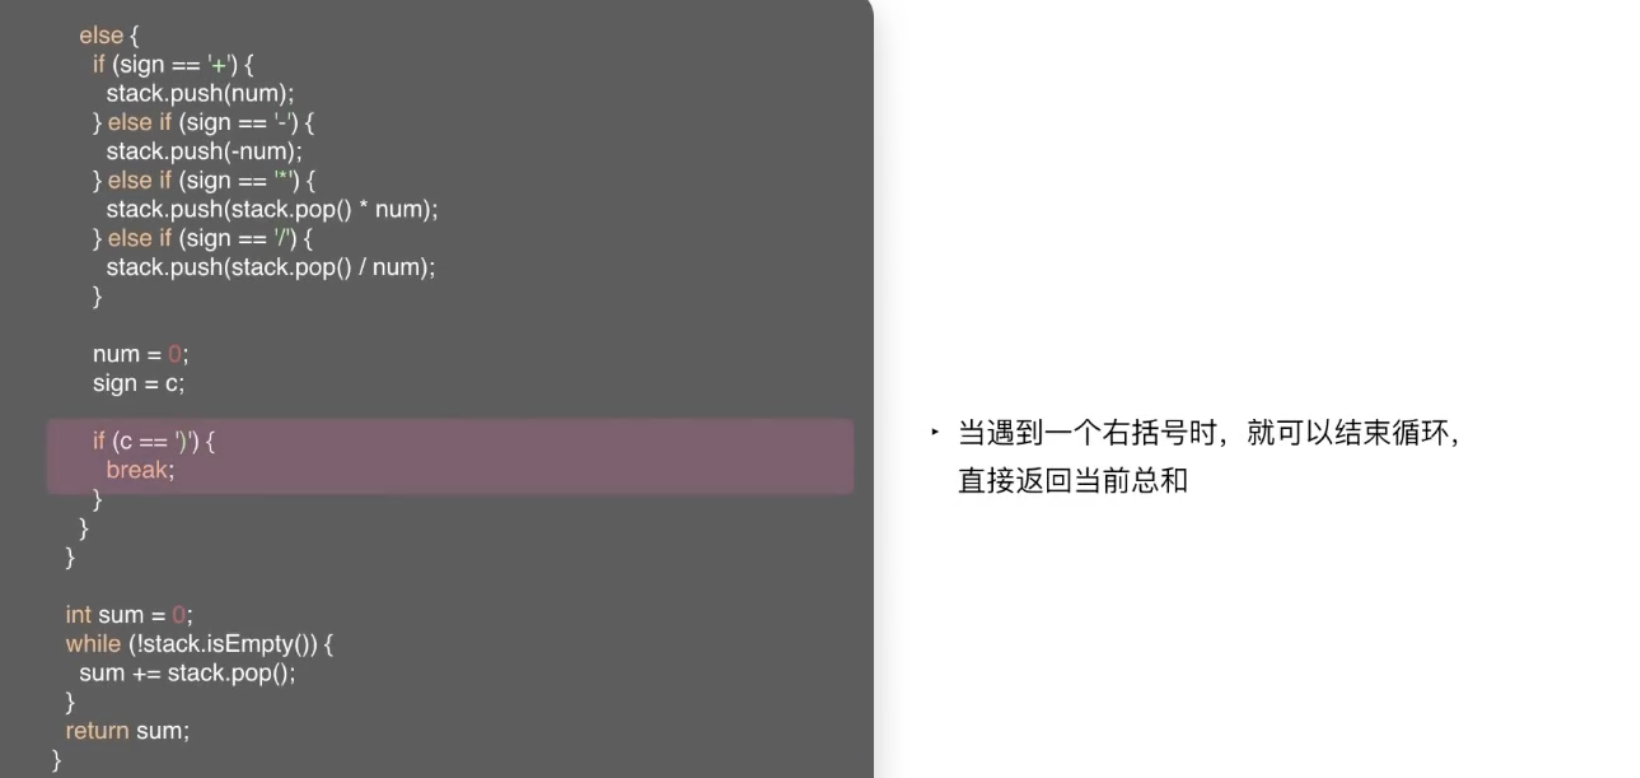 else {
if (sign == '+') {
stack.push(num);
} else if (sign == '-') {
stack.push(-num);
} else if (sign == '*') {
stack.push(stack.pop() * num);
} else if (sign == '/') {
stack.push(stack.pop() / num);
}
num = 0;
sign = c;
if (c == ')') {
break;
}
}
}
int sum = 0;
while (!stack.isEmpty()) {
sum += stack.pop();
}
return sum;
}
‣ 当遇到一个右括号时，就可以结束循环，
直接返回当前总和